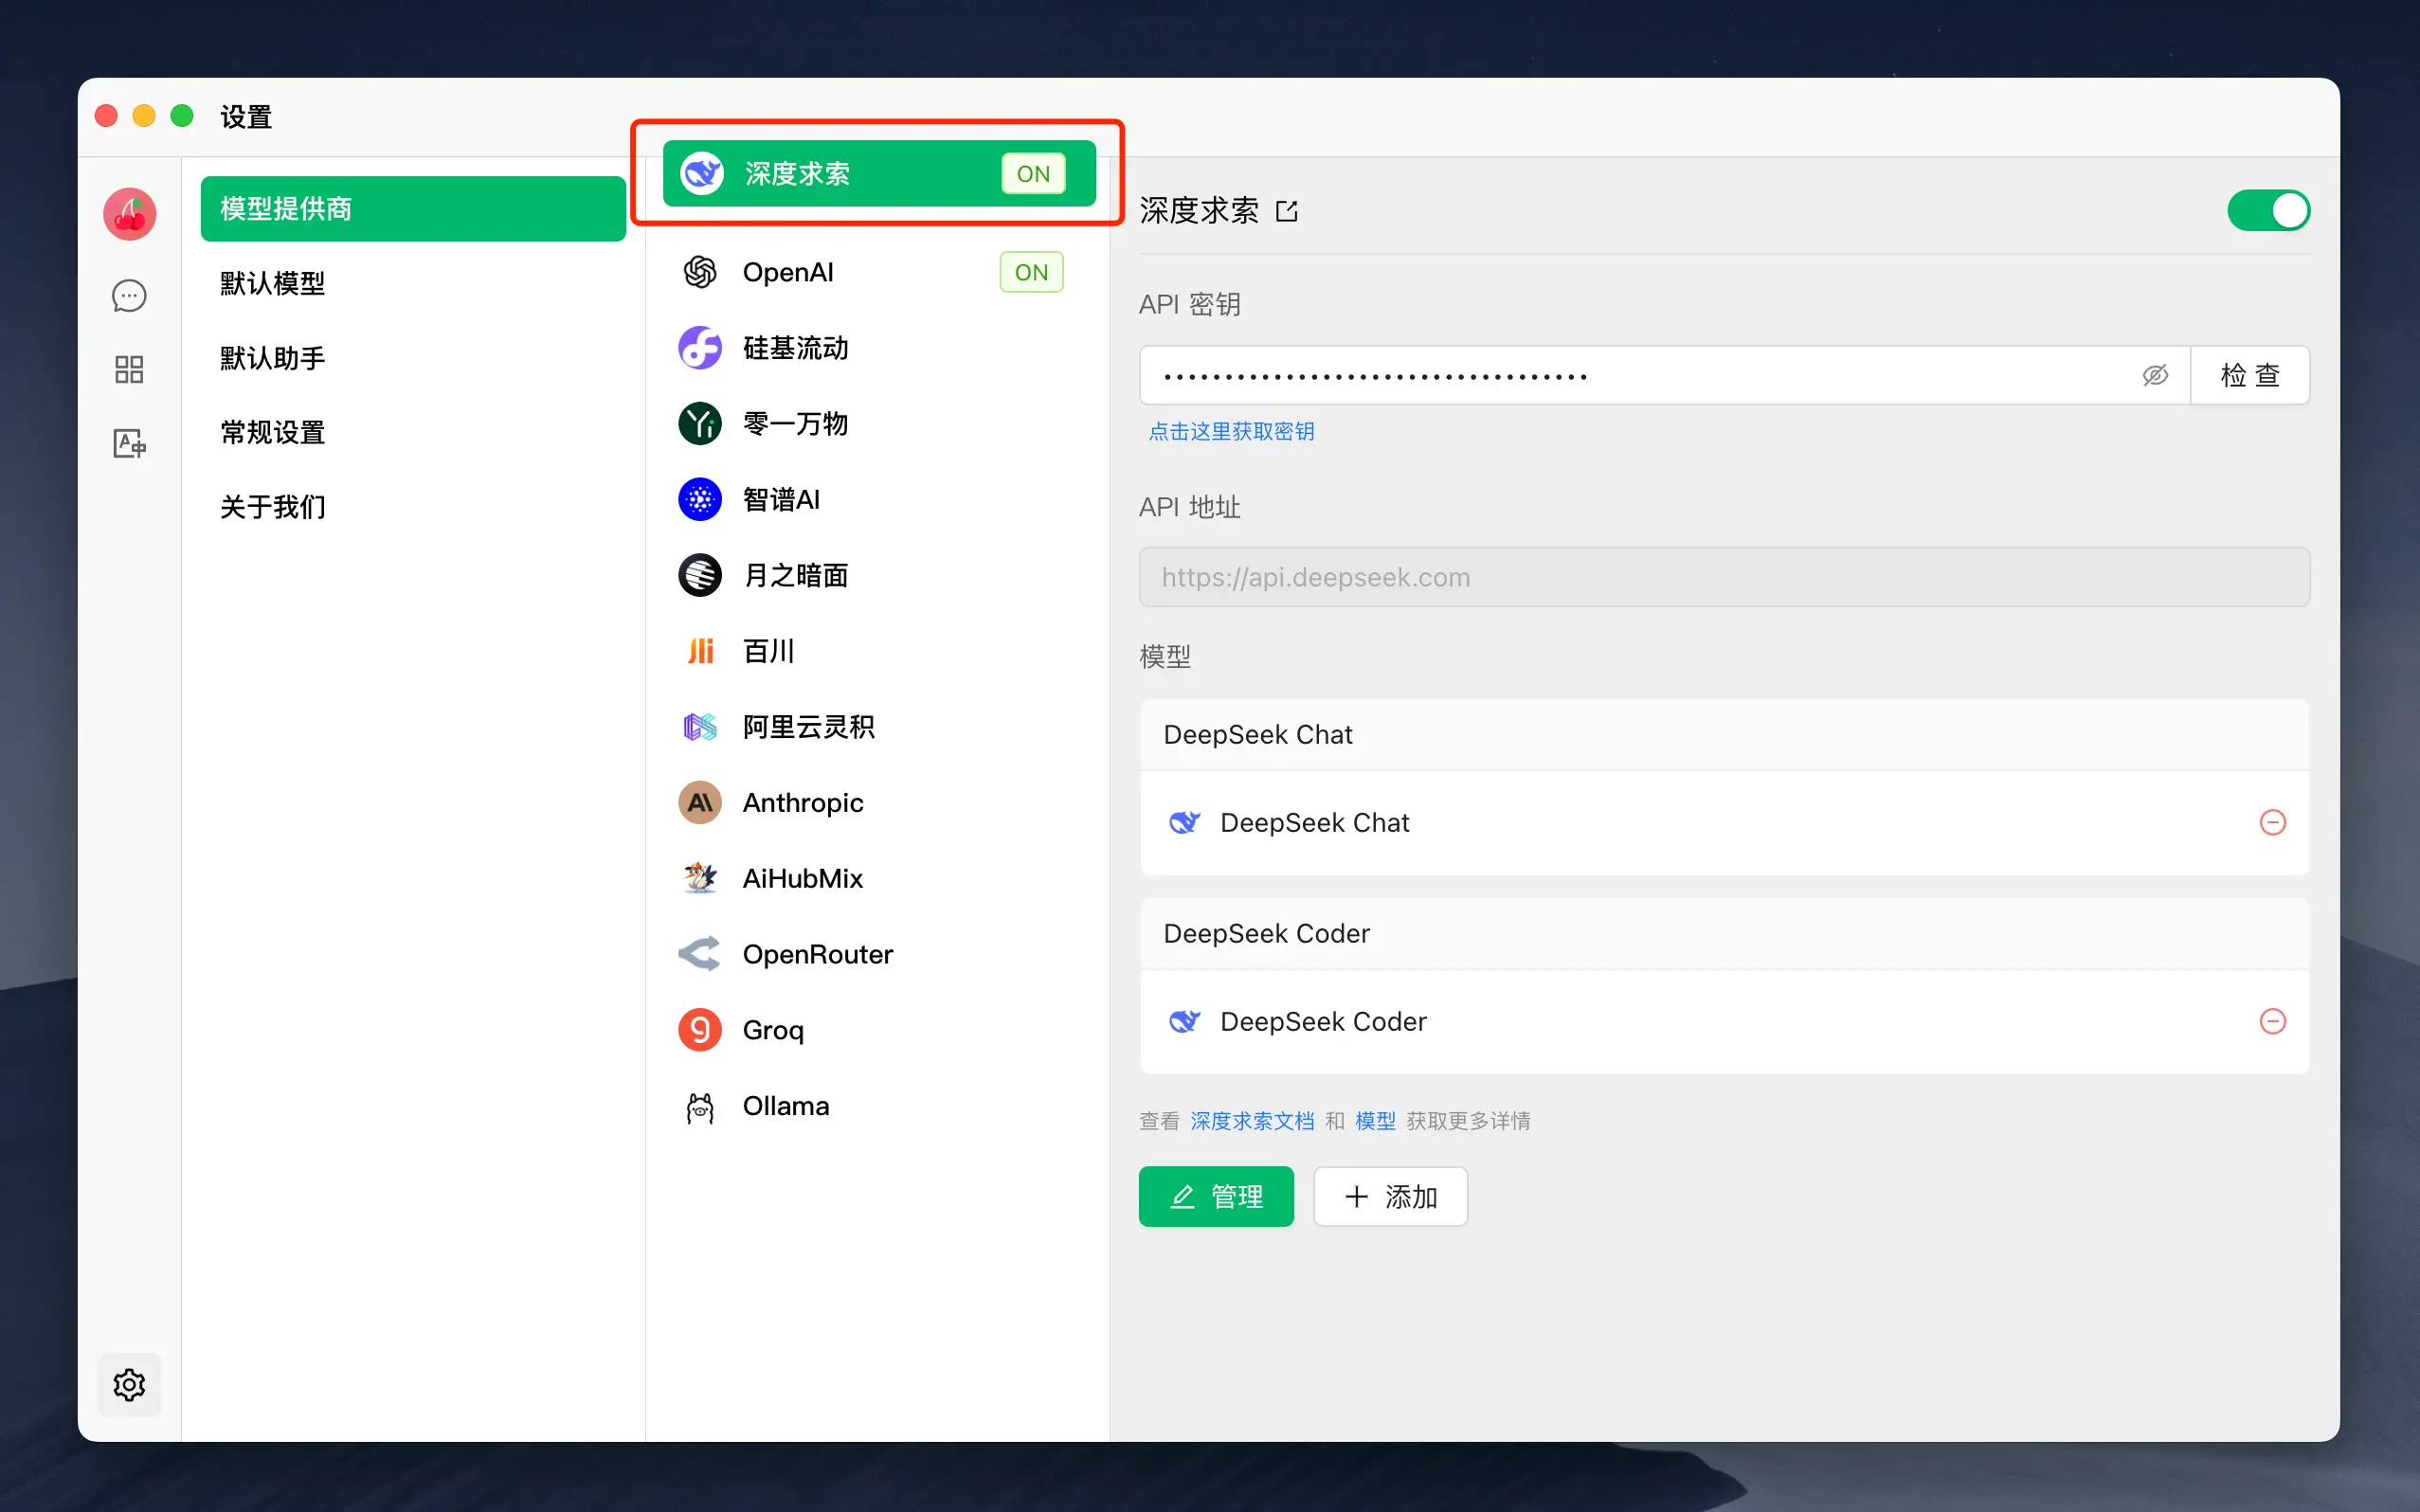 设置
模型提供商
默认模型
默认助手
常规设置
关于我们
深度求索 ON
OpenAI ON
硅基流动
零一万物
智谱AI
月之暗面
百川
阿里云灵积
Anthropic
AiHubMix
OpenRouter
Groq
Ollama
深度求索
API 密钥
检 查
点击这里获取密钥
API 地址
https://api.deepseek.com
模型
DeepSeek Chat
DeepSeek Chat
DeepSeek Coder
DeepSeek Coder
查看 深度求索文档 和 模型 获取更多详情
管理 添加